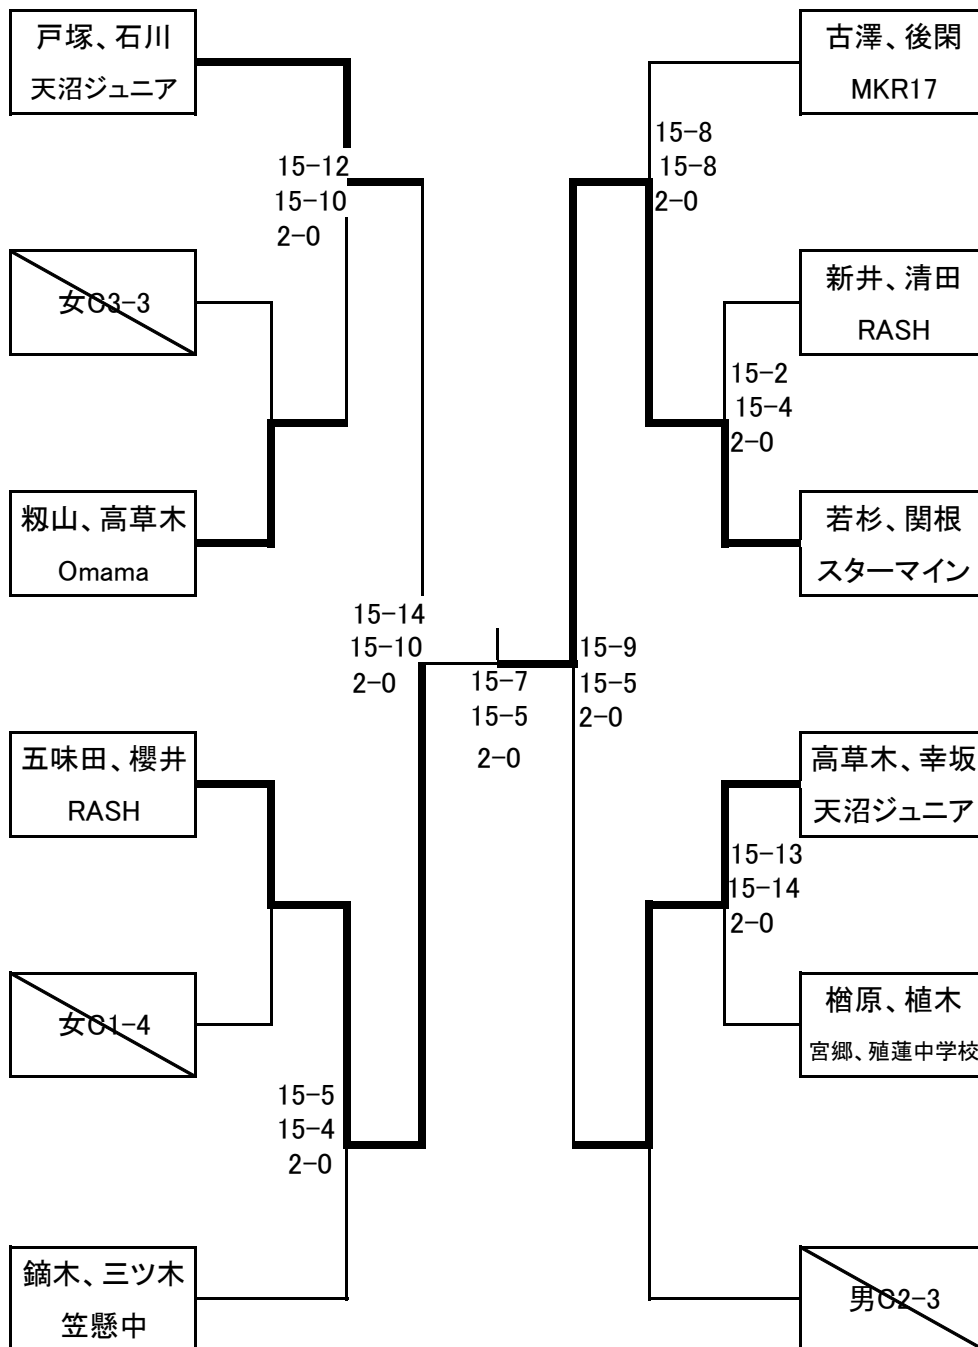 戸塚、石川
天沼ジュニア
15-12
15-10
2-0
女C3-3
籾山、高草木
Omama
15-14
15-10
2-0
五味田、櫻井
RASH
女C1-4
15-5
15-4
2-0
鏑木、三ツ木
笠懸中
15-7
15-5
2-0
古澤、後閑
MKR17
15-8
15-8
2-0
新井、清田
RASH
15-2
15-4
2-0
若杉、関根
スターマイン
15-9
15-5
2-0
高草木、幸坂
天沼ジュニア
15-13
15-14
2-0
楢原、植木
宮郷、殖蓮中学校
男C2-3